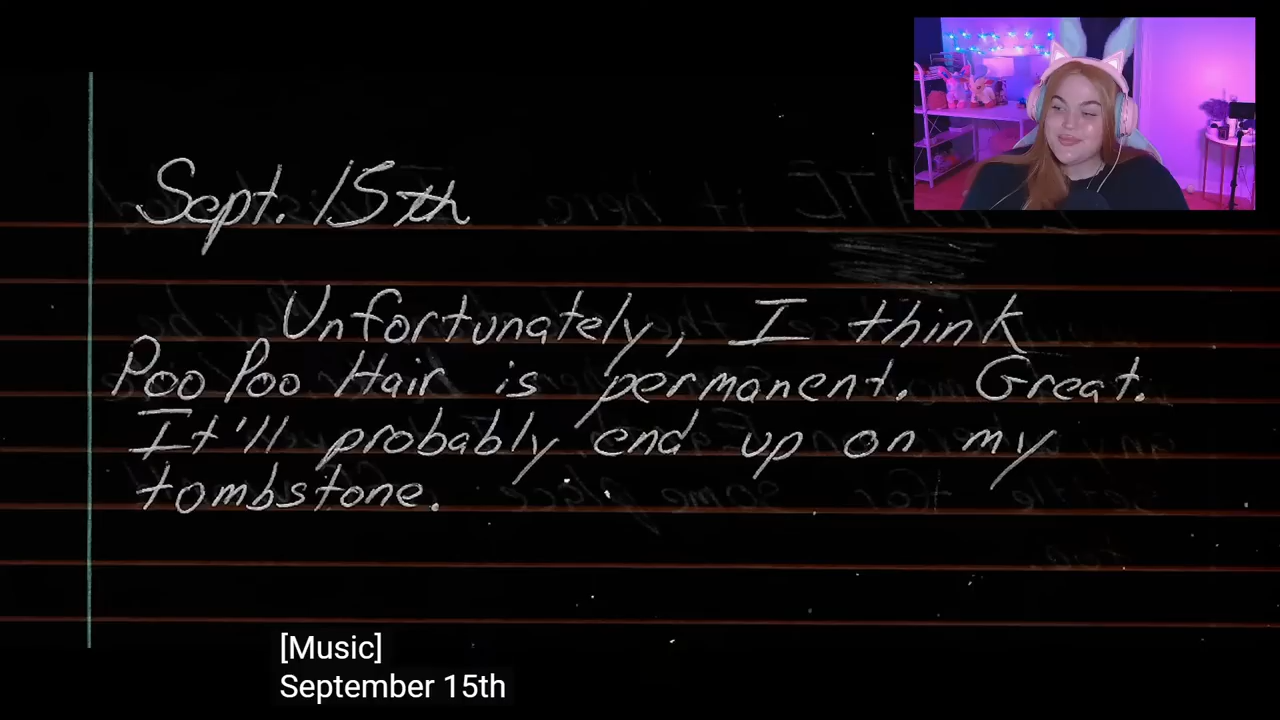 Sept. 15th
Unfortunately, I think
Poo Poo Hair is permanent. Great.
It'll probably end up on my
tombstone.
[Music]
September 15th